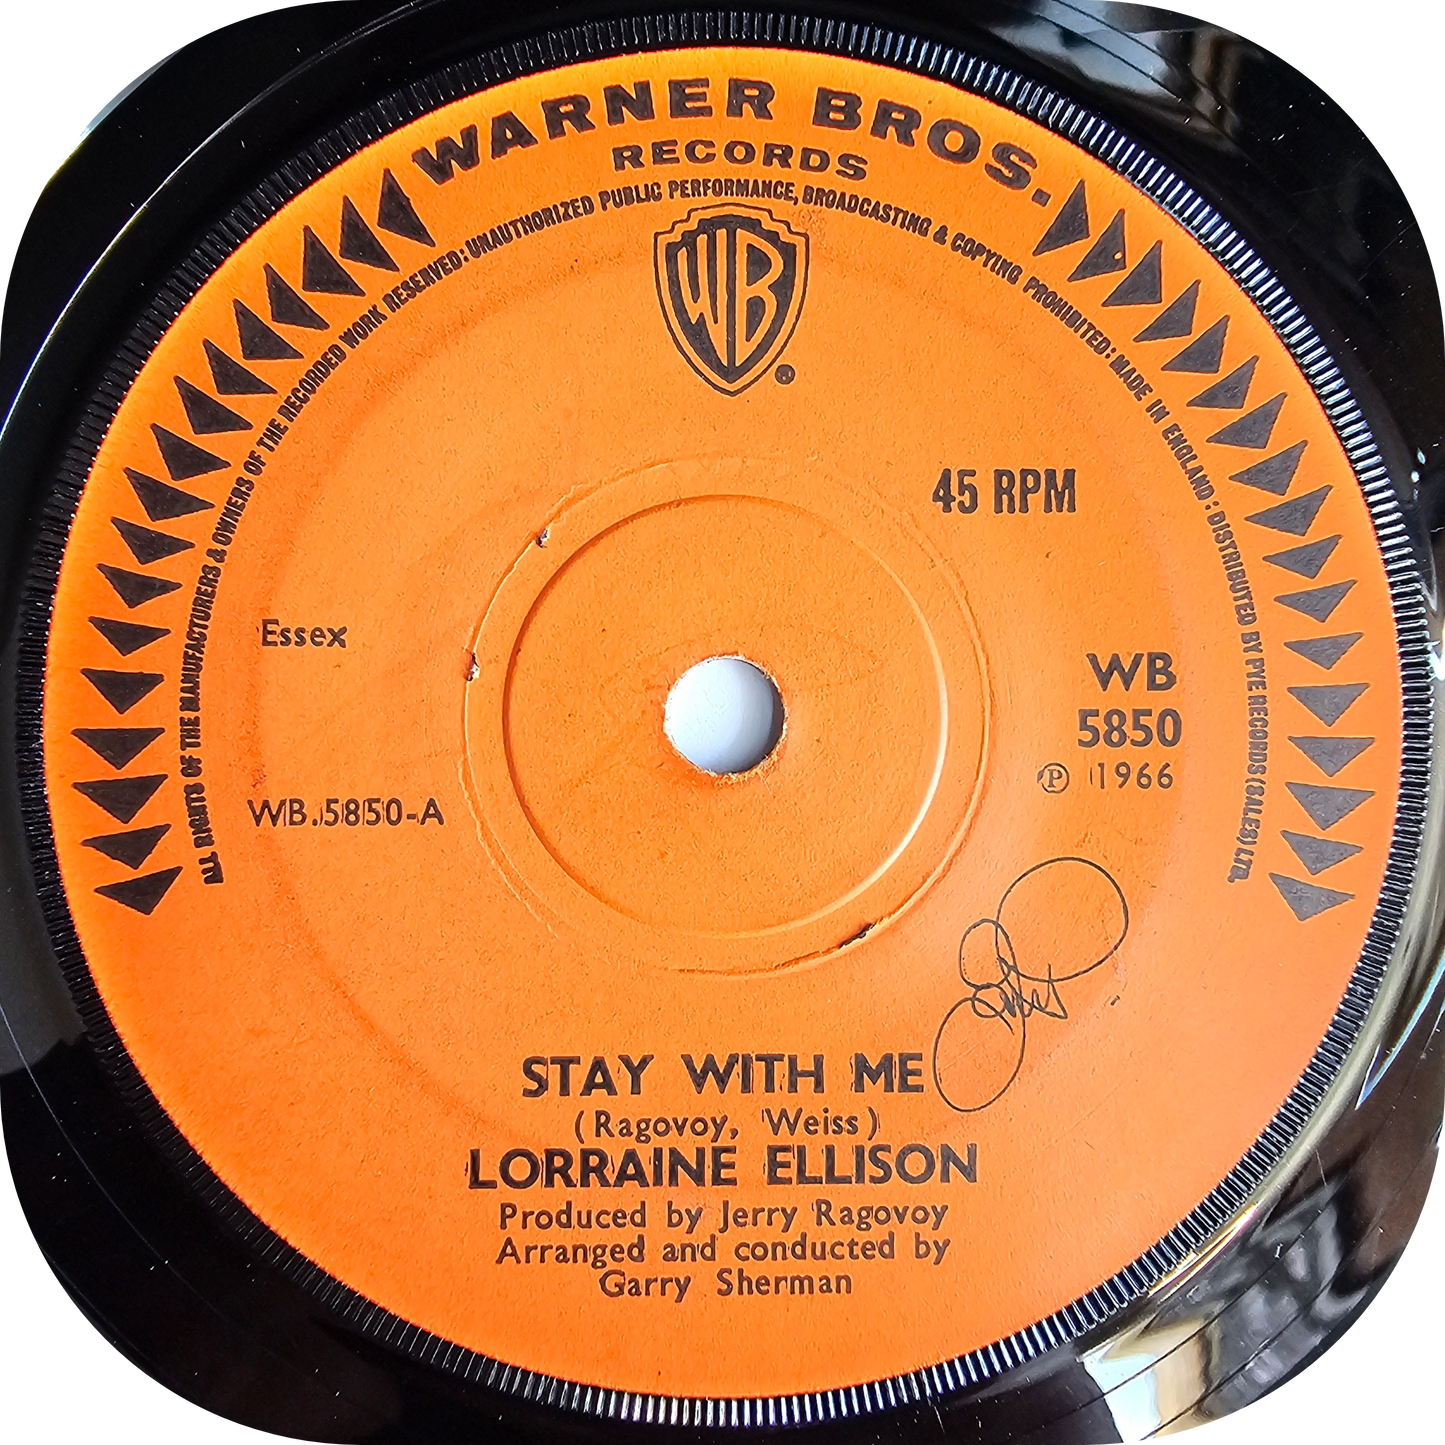 WARNER BROS.
RECORDS
ALL RIGHTS OF THE MANUFACTURERS & OWNERS OF THE RECORDED WORK RESERVED: UNAUTHORIZED PUBLIC PERFORMANCE, BROADCASTING & COPYING PROHIBITED: MADE IN ENGLAND: DISTRIBUTED BY PYE RECORDS (SALES) LTD.
WB
45 RPM
Essex
WB
5850
Ⓟ 1966
WB.5850-A
STAY WITH ME
(Ragovoy, Weiss)
LORRAINE ELLISON
Produced by Jerry Ragovoy
Arranged and conducted by
Garry Sherman